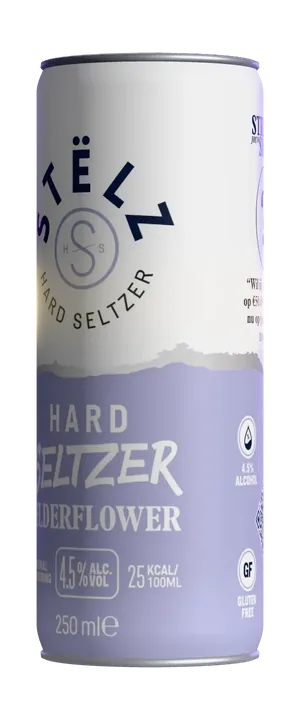 STËLZ
H S
S
HARD SELTZER
HARD
SELTZER
ELDERFLOWER
4.5% ALC.
VOL
25 KCAL/
100ML
250 ml℮
4.5%
ALCOHOL
GF
GLUTEN
FREE